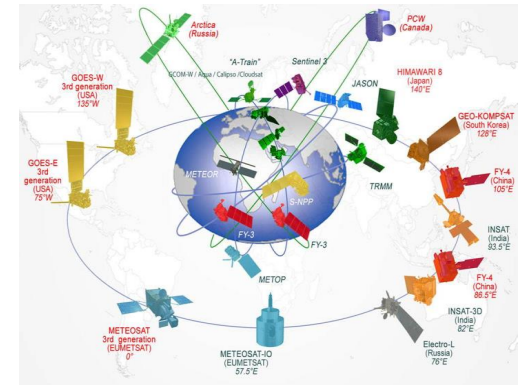 Arctica
(Russia)
PCW
(Canada)
"A-Train"
GCOM-W / Aqua / Calipso /Cloudsat
Sentinel 3
JASON
HIMAWARI 8
(Japan)
140°E
GOES-W
3rd generation
(USA)
135°W
GEO-KOMPSAT
(South Korea)
128°E
GOES-E
3rd
generation
(USA)
75°W
METEOR
TRMM
FY-4
(China)
105°E
S-NPP
FY-3
FY-3
INSAT
(India)
93.5°E
METOP
FY-4
(China)
86.5°E
INSAT-3D
(India)
82°E
METEOSAT
3rd generation
(EUMETSAT)
0°
METEOSAT-IO
(EUMETSAT)
57.5°E
Electro-L
(Russia)
76°E